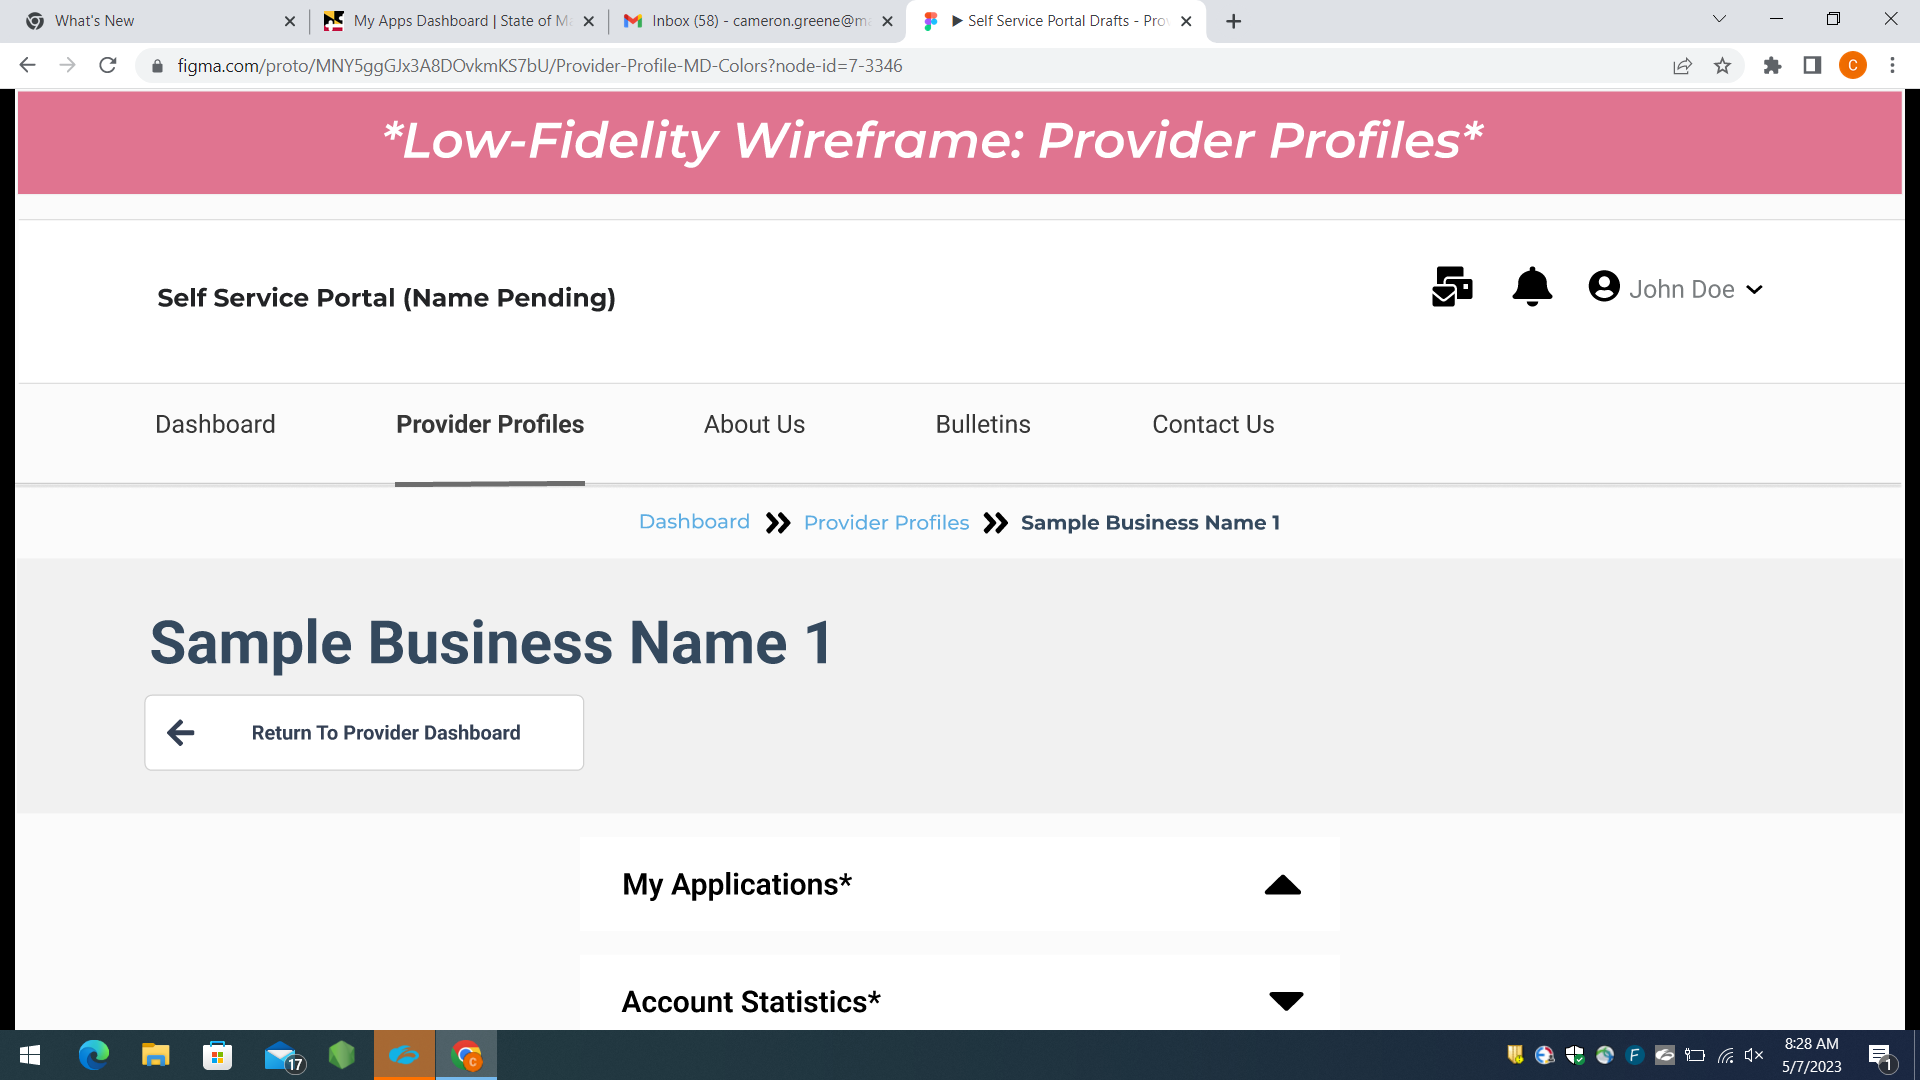 What's New
My Apps Dashboard | State of Ma
Inbox (58) - cameron.greene@ma
Self Service Portal Drafts - Prov
figma.com/proto/MNY5ggGJx3A8DOvkmKS7bU/Provider-Profile-MD-Colors?node-id=7-3346
C
*Low-Fidelity Wireframe: Provider Profiles*
Self Service Portal (Name Pending)
John Doe
Dashboard
Provider Profiles
About Us
Bulletins
Contact Us
Dashboard
Provider Profiles
Sample Business Name 1
Sample Business Name 1
Return To Provider Dashboard
My Applications*
Account Statistics*
17
C
F
8:28 AM
5/7/2023
1